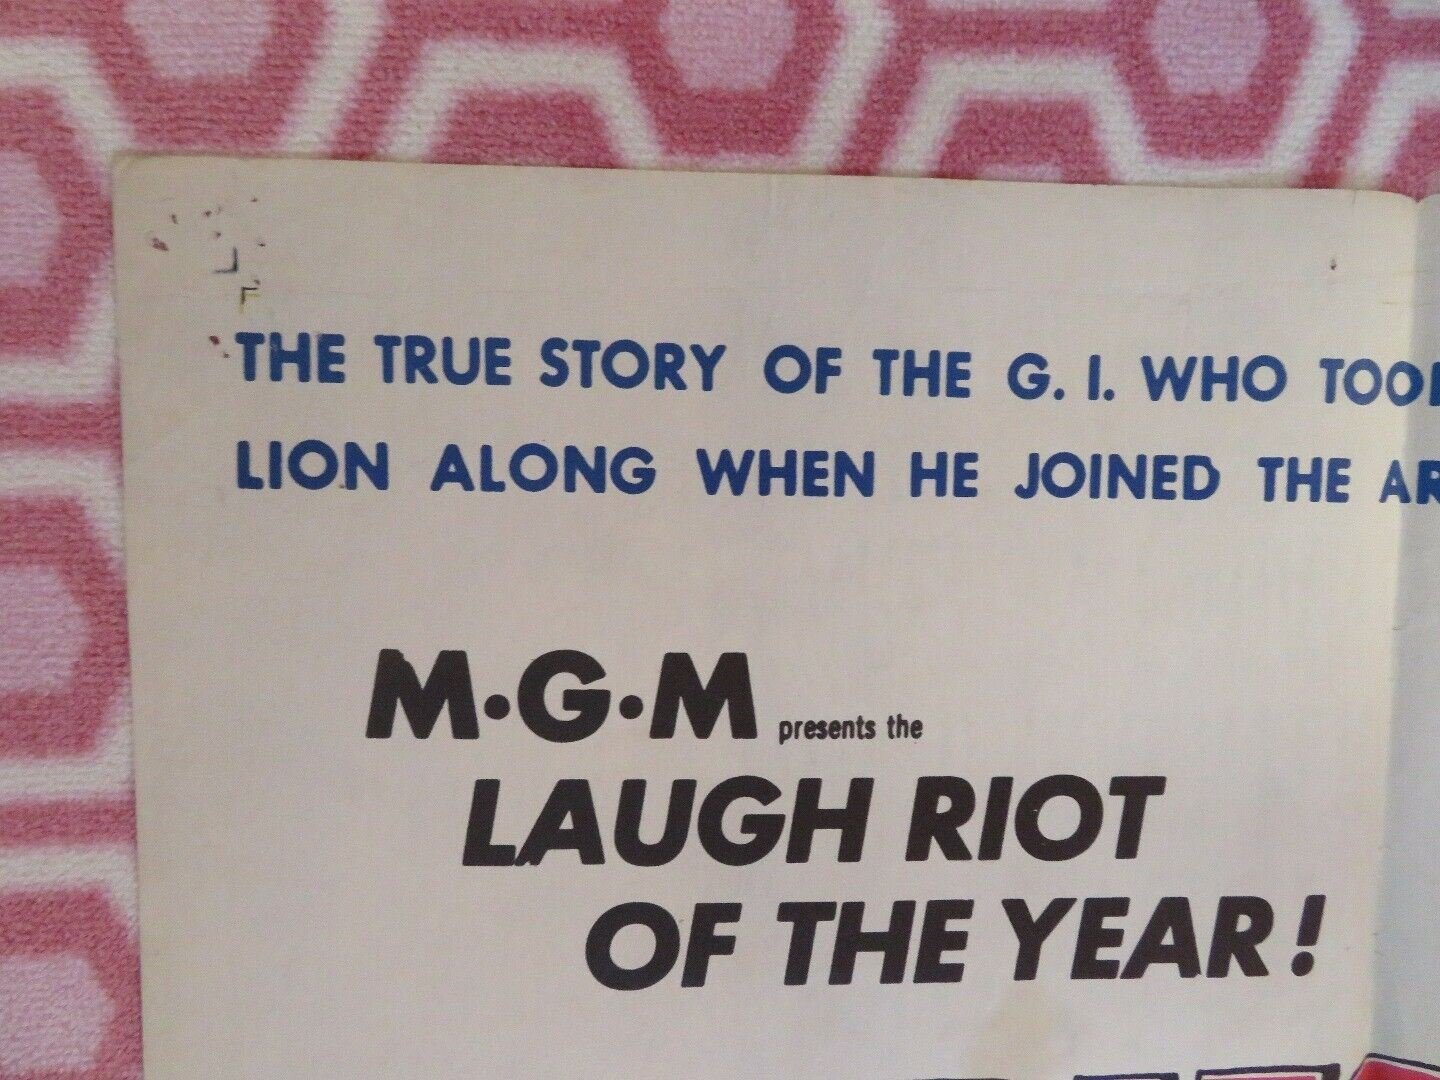 THE TRUE STORY OF THE G. I. WHO
LION ALONG WHEN HE JOINED THE
M·G·M presents the
LAUGH RIOT
OF THE YEAR!